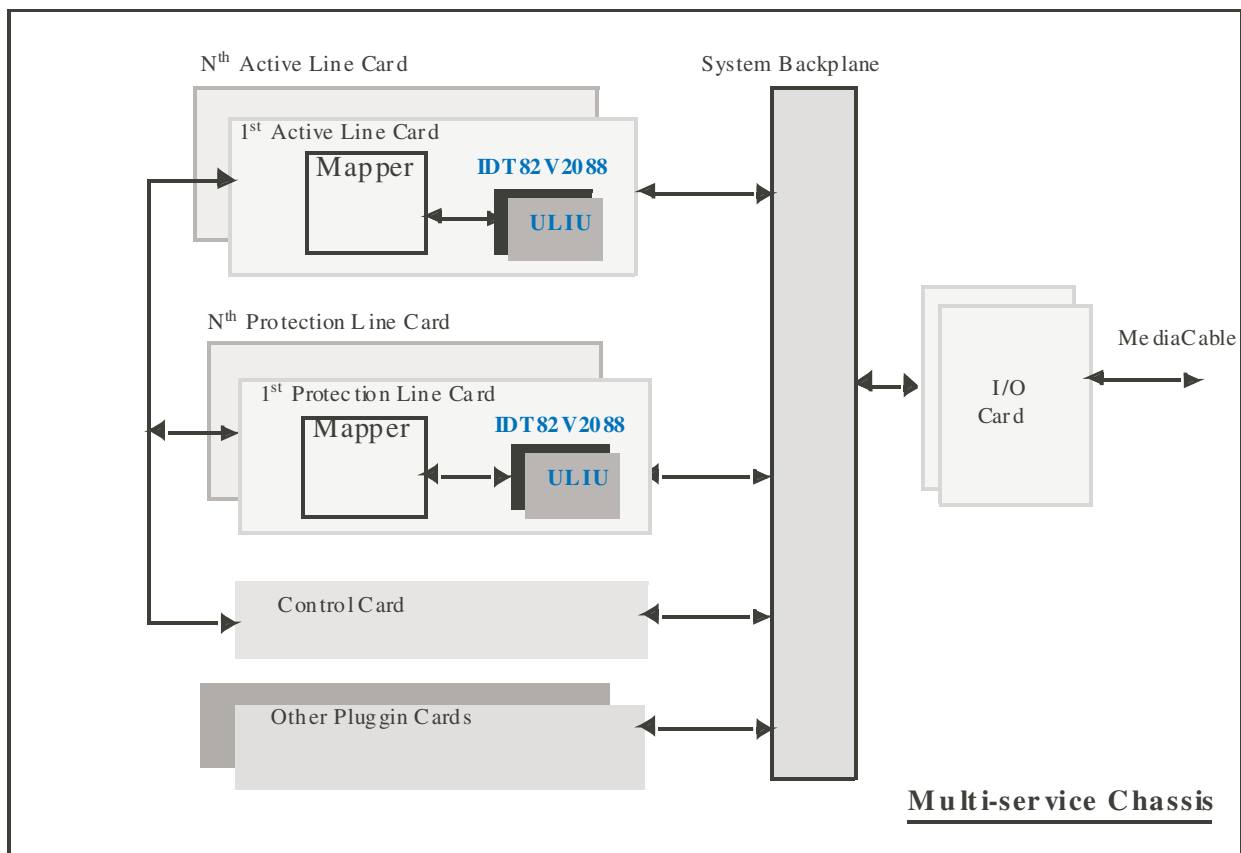 Nth Active Line Card
System Backplane
1st Active Line Card
Mapper
IDT82V2088
ULIU
Nth Protection Line Card
MediaCable
1st Protection Line Card
I/O
Card
Mapper
IDT82V2088
ULIU
Control Card
Other Pluggin Cards
Multi-service Chassis